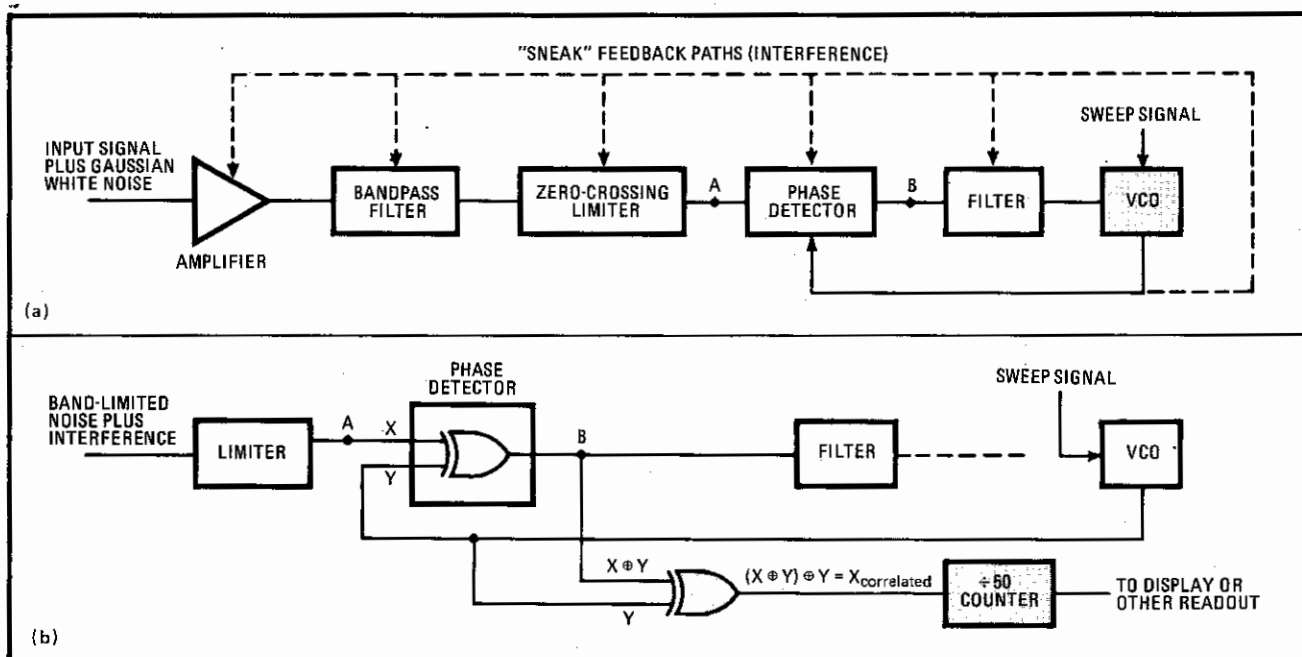 "SNEAK" FEEDBACK PATHS (INTERFERENCE)
SWEEP SIGNAL
INPUT SIGNAL
PLUS GAUSSIAN
WHITE NOISE
AMPLIFIER
BANDPASS
FILTER
ZERO-CROSSING
LIMITER
A
PHASE
DETECTOR
B
FILTER
VCO
(a)
PHASE
DETECTOR
SWEEP SIGNAL
BAND-LIMITED
NOISE PLUS
INTERFERENCE
LIMITER
A
X
Y
B
FILTER
VCO
X ⊕ Y
Y
(X ⊕ Y) ⊕ Y = Xcorrelated
÷50
COUNTER
TO DISPLAY OR
OTHER READOUT
(b)